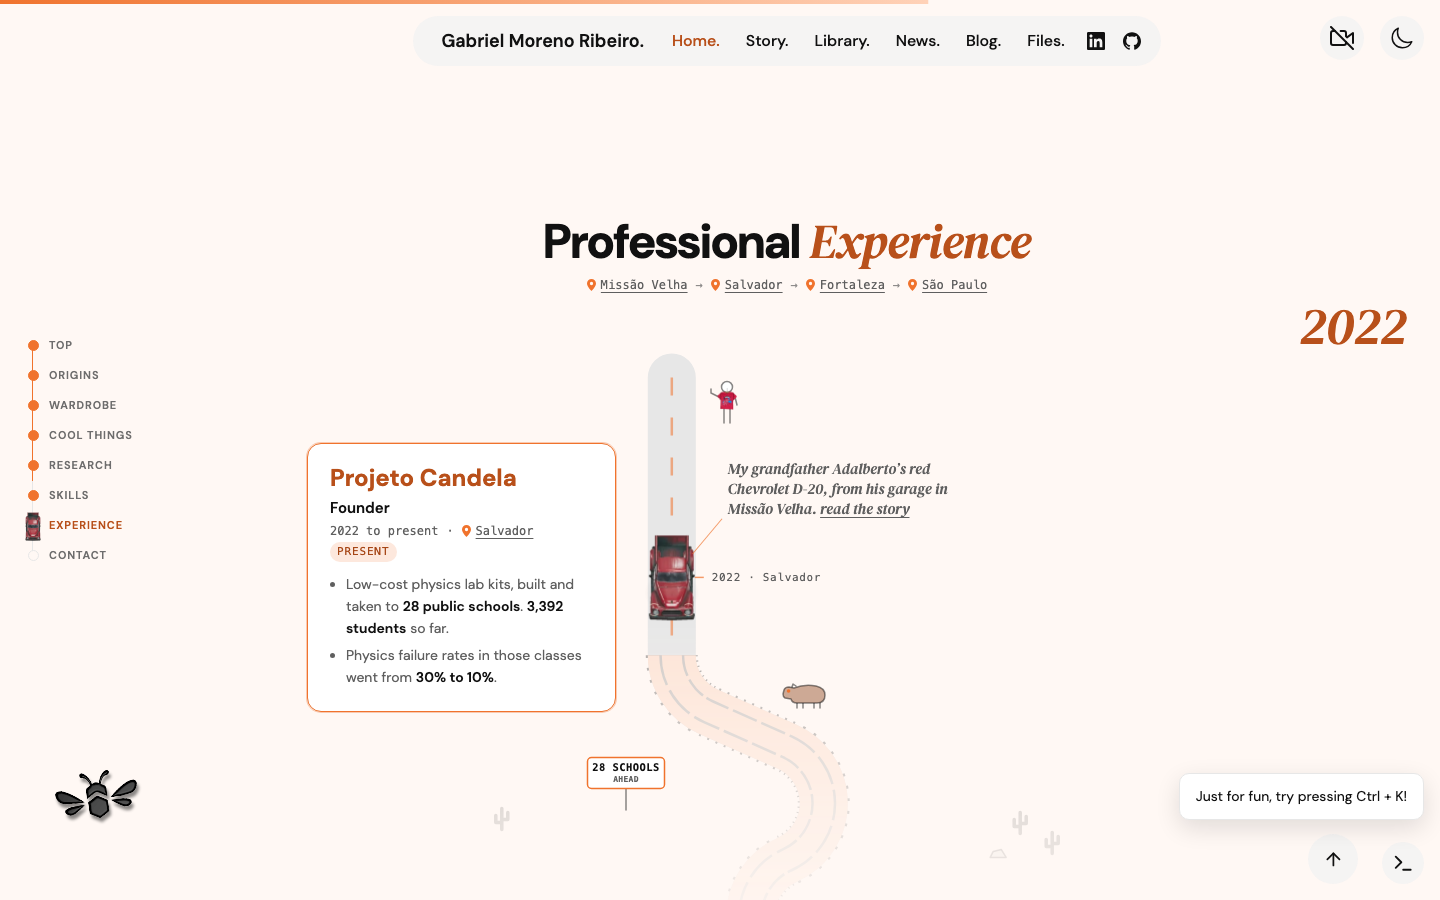 Gabriel Moreno Ribeiro.
Home. Story. Library. News. Blog. Files.
Professional Experience
Missão Velha → Salvador → Fortaleza → São Paulo
2022
TOP
ORIGINS
WARDROBE
COOL THINGS
RESEARCH
SKILLS
EXPERIENCE
CONTACT
Projeto Candela
Founder
2022 to present · Salvador
PRESENT
Low-cost physics lab kits, built and
taken to 28 public schools. 3,392
students so far.
Physics failure rates in those classes
went from 30% to 10%.
My grandfather Adalberto's red
Chevrolet D-20, from his garage in
Missão Velha. read the story
2022 · Salvador
28 SCHOOLS
AHEAD
Just for fun, try pressing Ctrl + K!